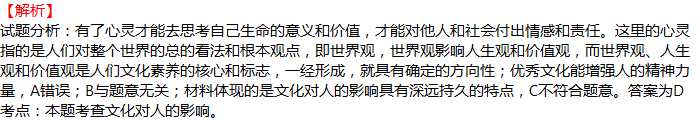 【解析】
试题分析：有了心灵才能去思考自己生命的意义和价值，才能对他人和社会付出情感和责任。这里的心灵
指的是人们对整个世界的总的看法和根本观点，即世界观，世界观影响人生观和价值观，而世界观、人生
观和价值观是人们文化素养的核心和标志，一经形成，就具有确定的方向性；优秀文化能增强人的精神力
量，A错误；B与题意无关；材料体现的是文化对人的影响具有深远持久的特点，C不符合题意。答案为D
考点：本题考查文化对人的影响。